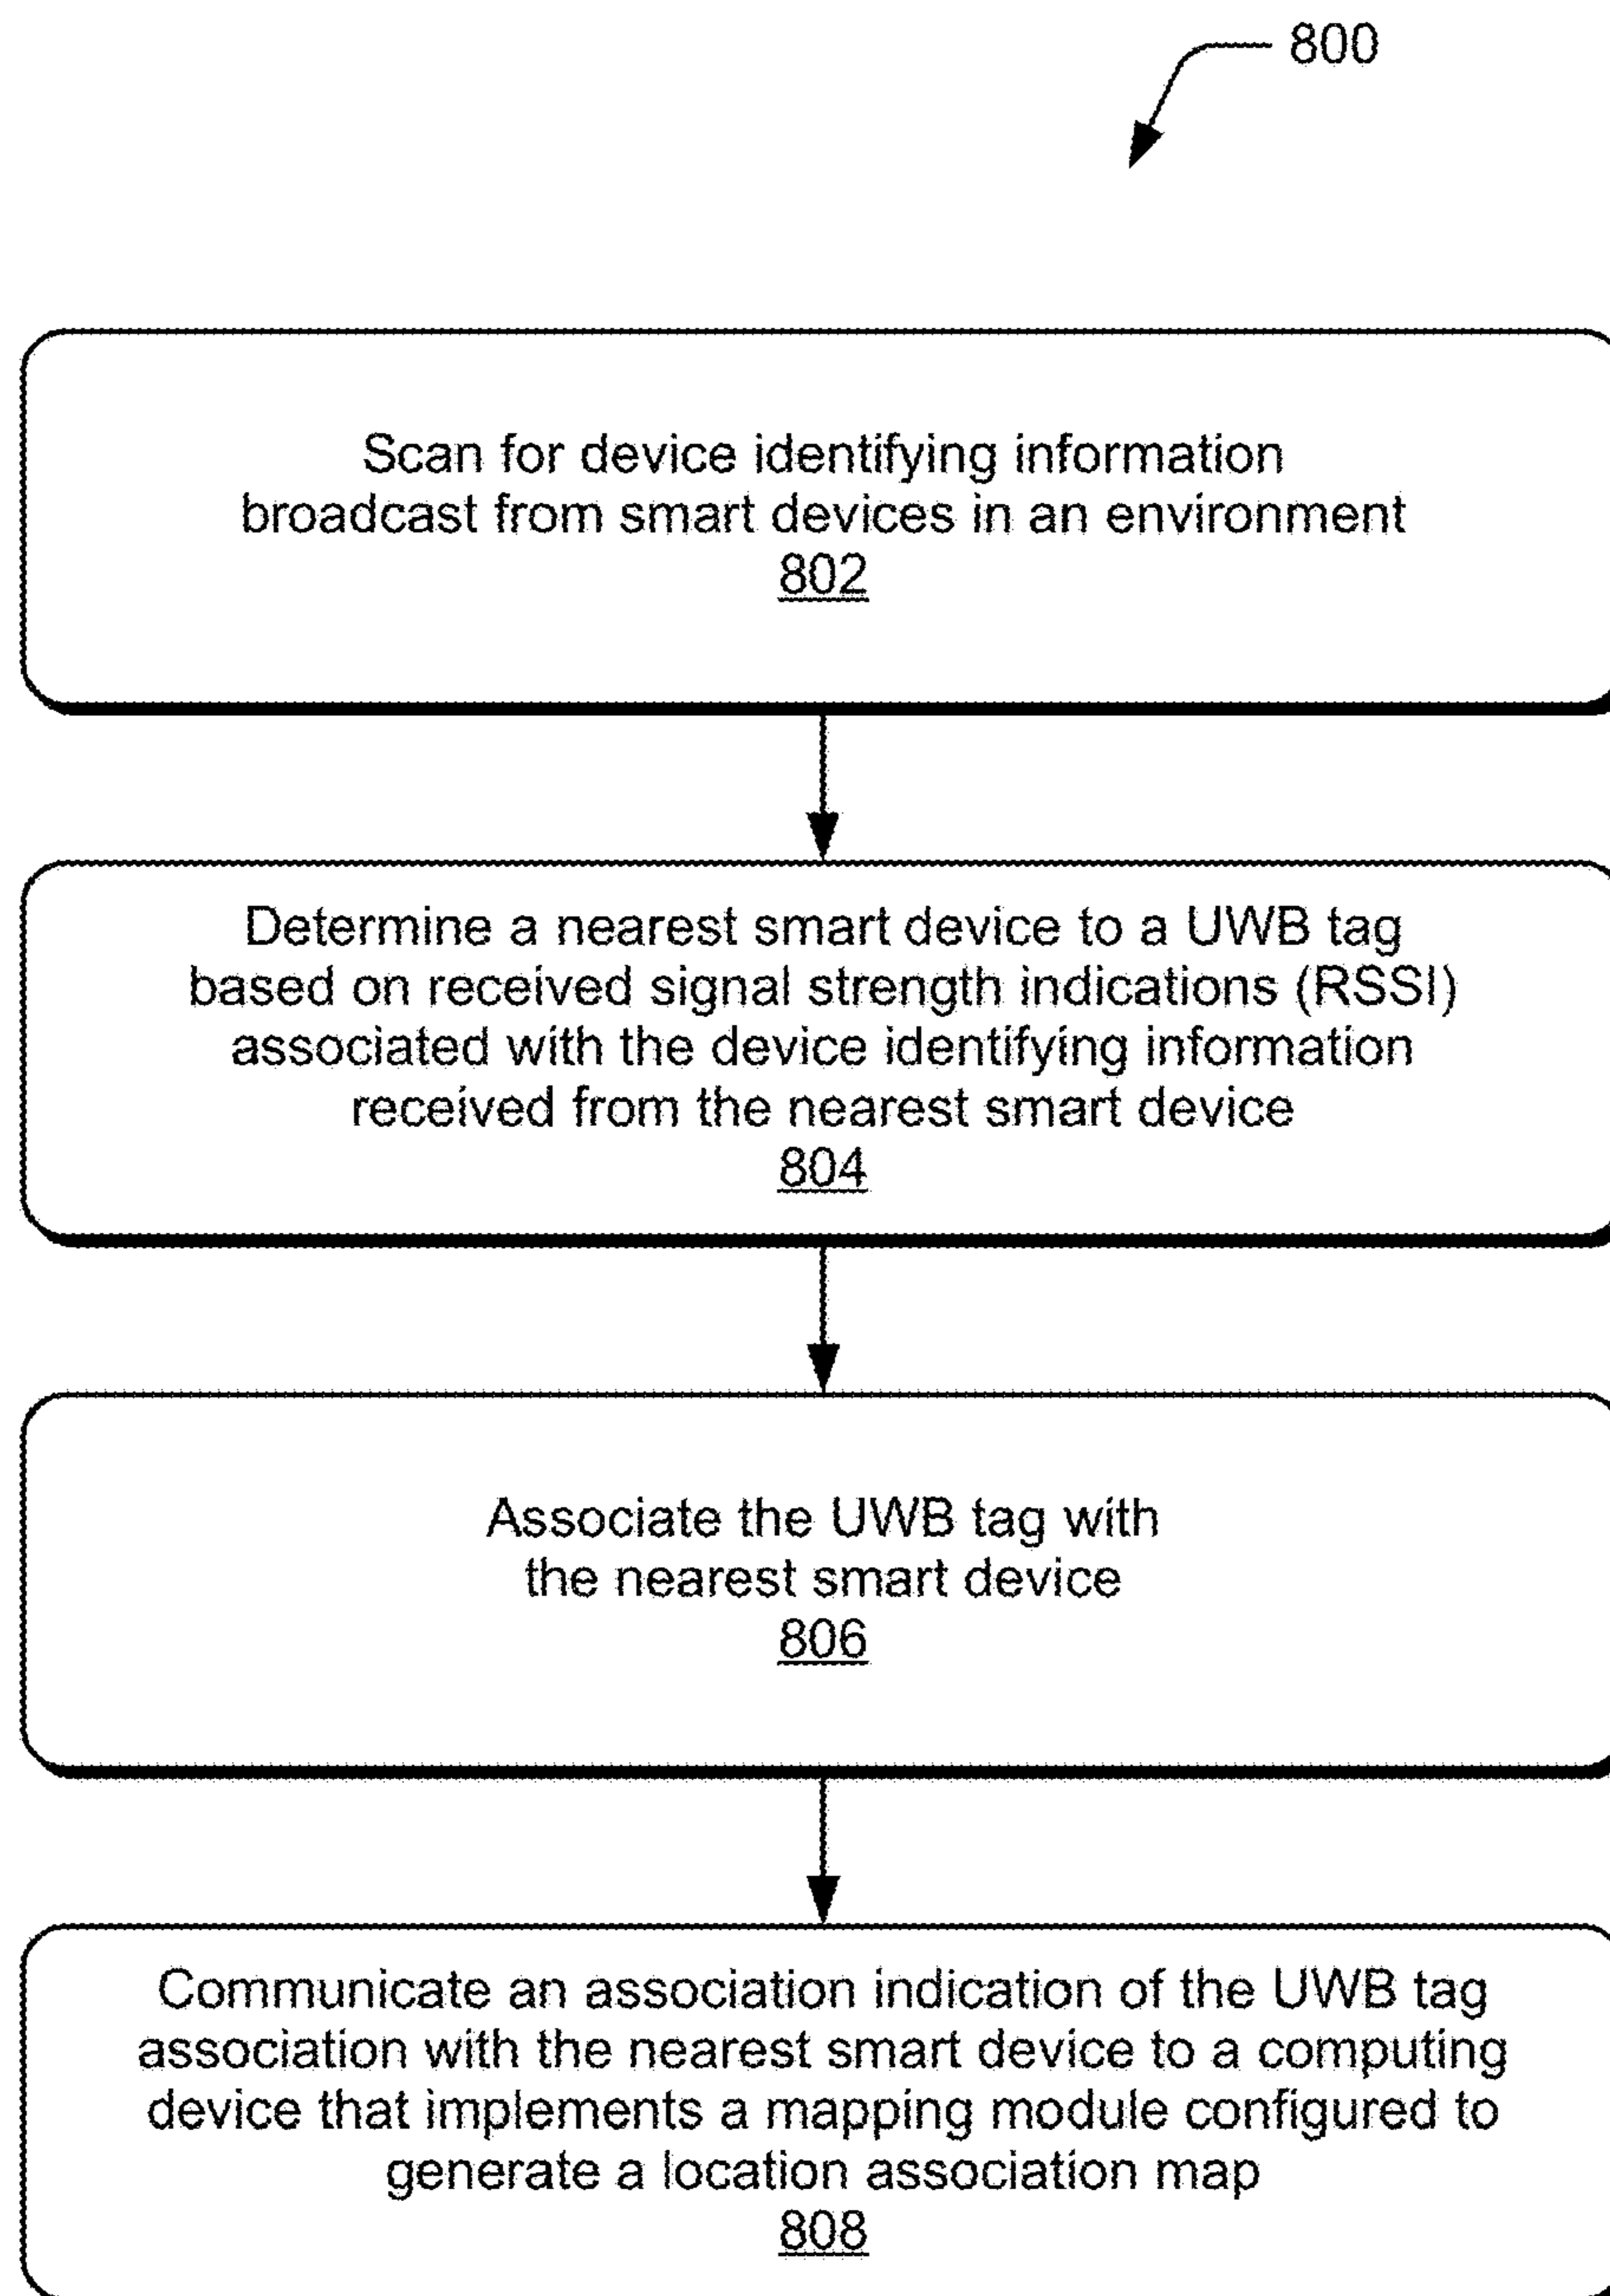 800
Scan for device identifying information
broadcast from smart devices in an environment
802
Determine a nearest smart device to a UWB tag
based on received signal strength indications (RSSI)
associated with the device identifying information
received from the nearest smart device
804
Associate the UWB tag with
the nearest smart device
806
Communicate an association indication of the UWB tag
association with the nearest smart device to a computing
device that implements a mapping module configured to
generate a location association map
808